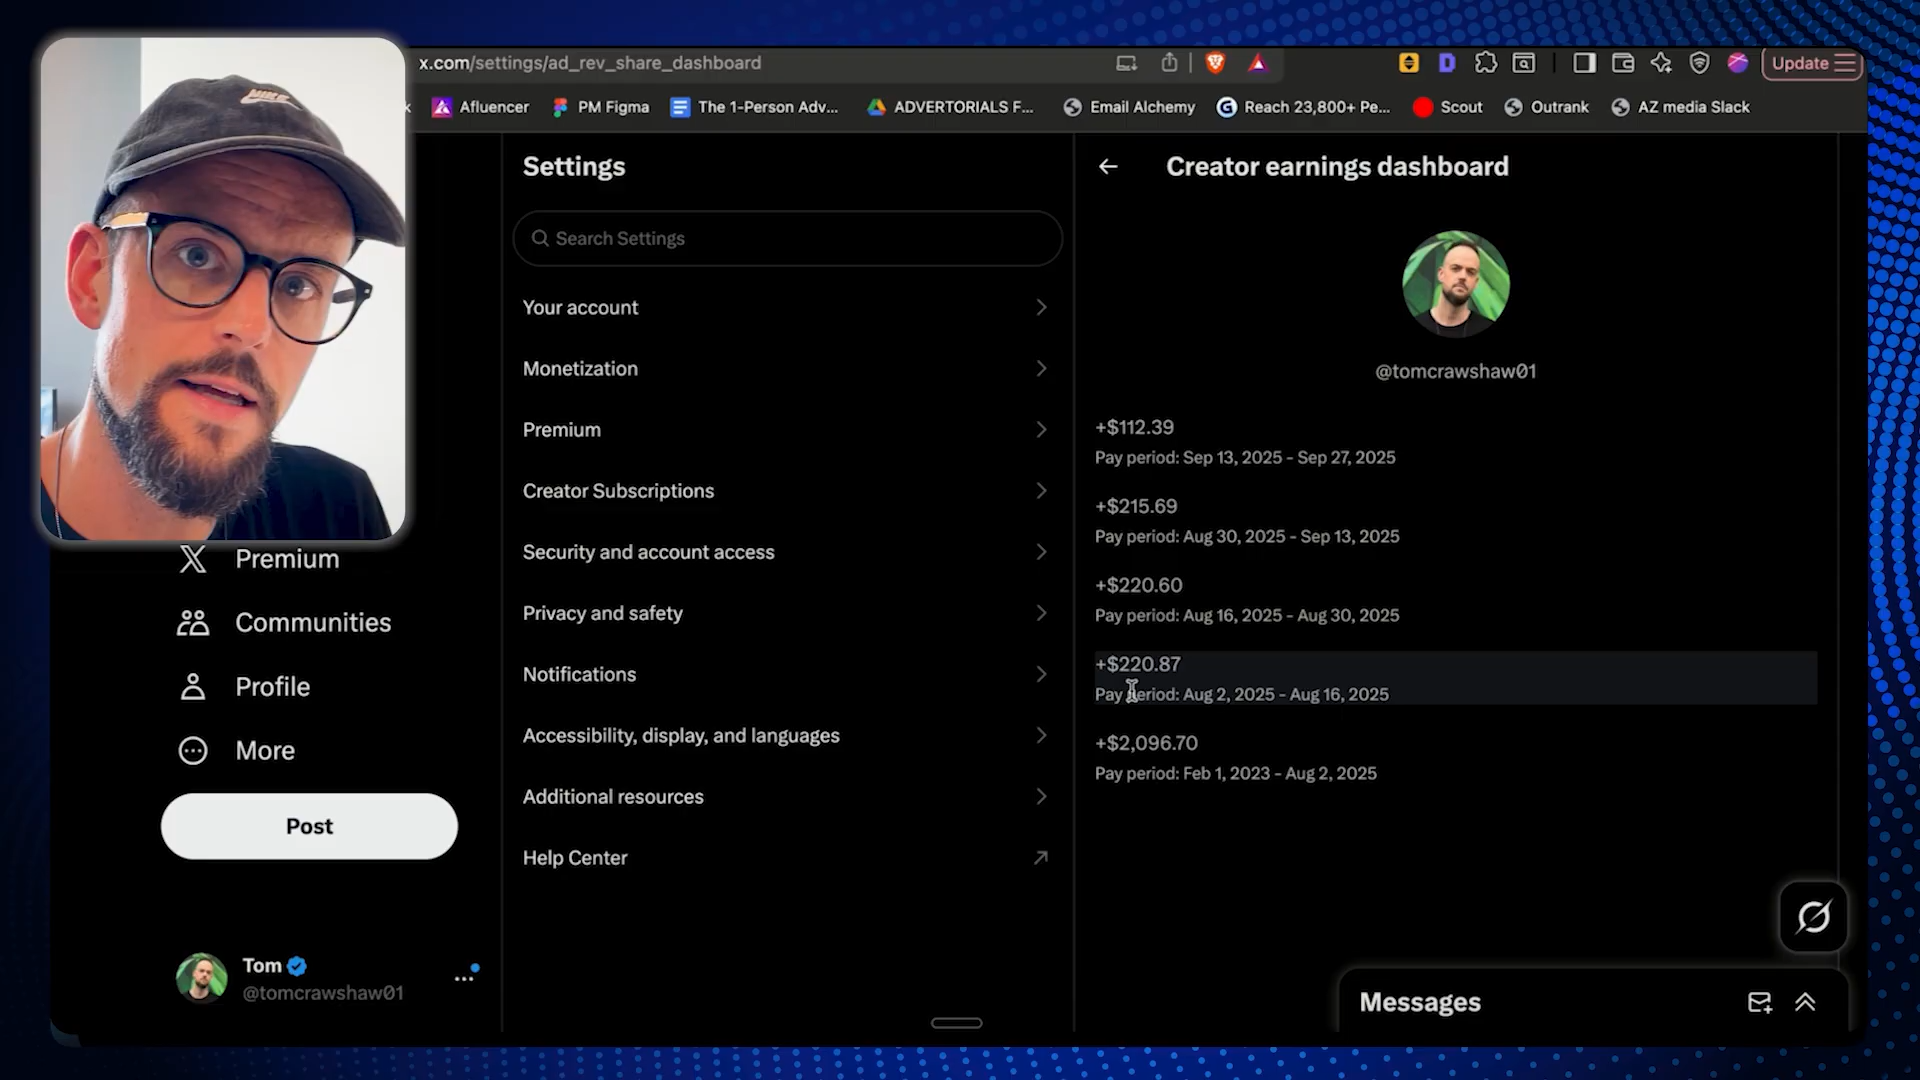 x.com/settings/ad_rev_share_dashboard
Update
k
Afluencer
PM Figma
The 1-Person Adv...
ADVERTORIALS F...
Email Alchemy
Reach 23,800+ Pe...
Scout
Outrank
AZ media Slack
NIKE
Premium
Communities
Profile
More
Post
Tom
@tomcrawshaw01
Settings
Search Settings
Your account
Monetization
Premium
Creator Subscriptions
Security and account access
Privacy and safety
Notifications
Accessibility, display, and languages
Additional resources
Help Center
Creator earnings dashboard
@tomcrawshaw01
+$112.39
Pay period: Sep 13, 2025 - Sep 27, 2025
+$215.69
Pay period: Aug 30, 2025 - Sep 13, 2025
+$220.60
Pay period: Aug 16, 2025 - Aug 30, 2025
+$220.87
Pay period: Aug 2, 2025 - Aug 16, 2025
+$2,096.70
Pay period: Feb 1, 2023 - Aug 2, 2025
Messages